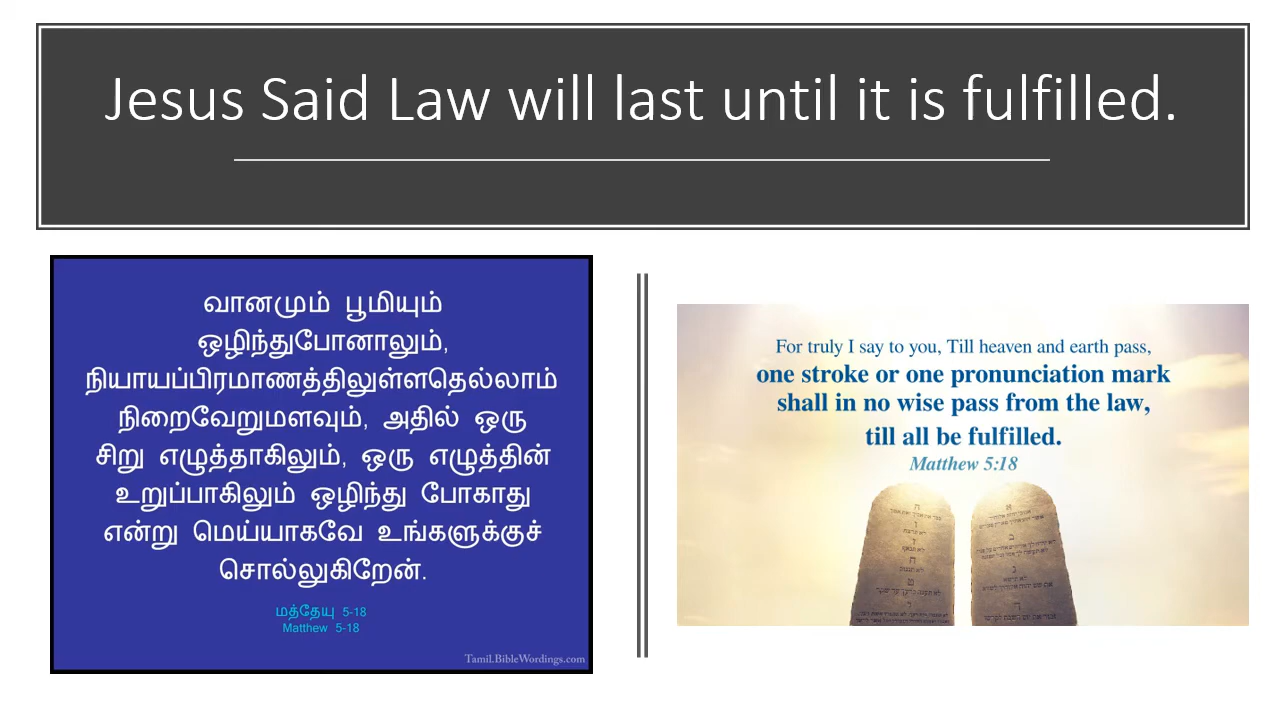 Jesus Said Law will last until it is fulfilled.
வானமும் பூமியும்
ஒழிந்துபோனாலும்,
நியாயப்பிரமாணத்திலுள்ளதெல்லாம்
நிறைவேறுமளவும், அதில் ஒரு
சிறு எழுத்தாகிலும், ஒரு எழுத்தின்
உறுப்பாகிலும் ஒழிந்து போகாது
என்று மெய்யாகவே உங்களுக்குச்
சொல்லுகிறேன்.
மத்தேயு 5-18
Matthew 5-18
Tamil.BibleWordings.com
For truly I say to you, Till heaven and earth pass,
one stroke or one pronunciation mark
shall in no wise pass from the law,
till all be fulfilled.
Matthew 5:18